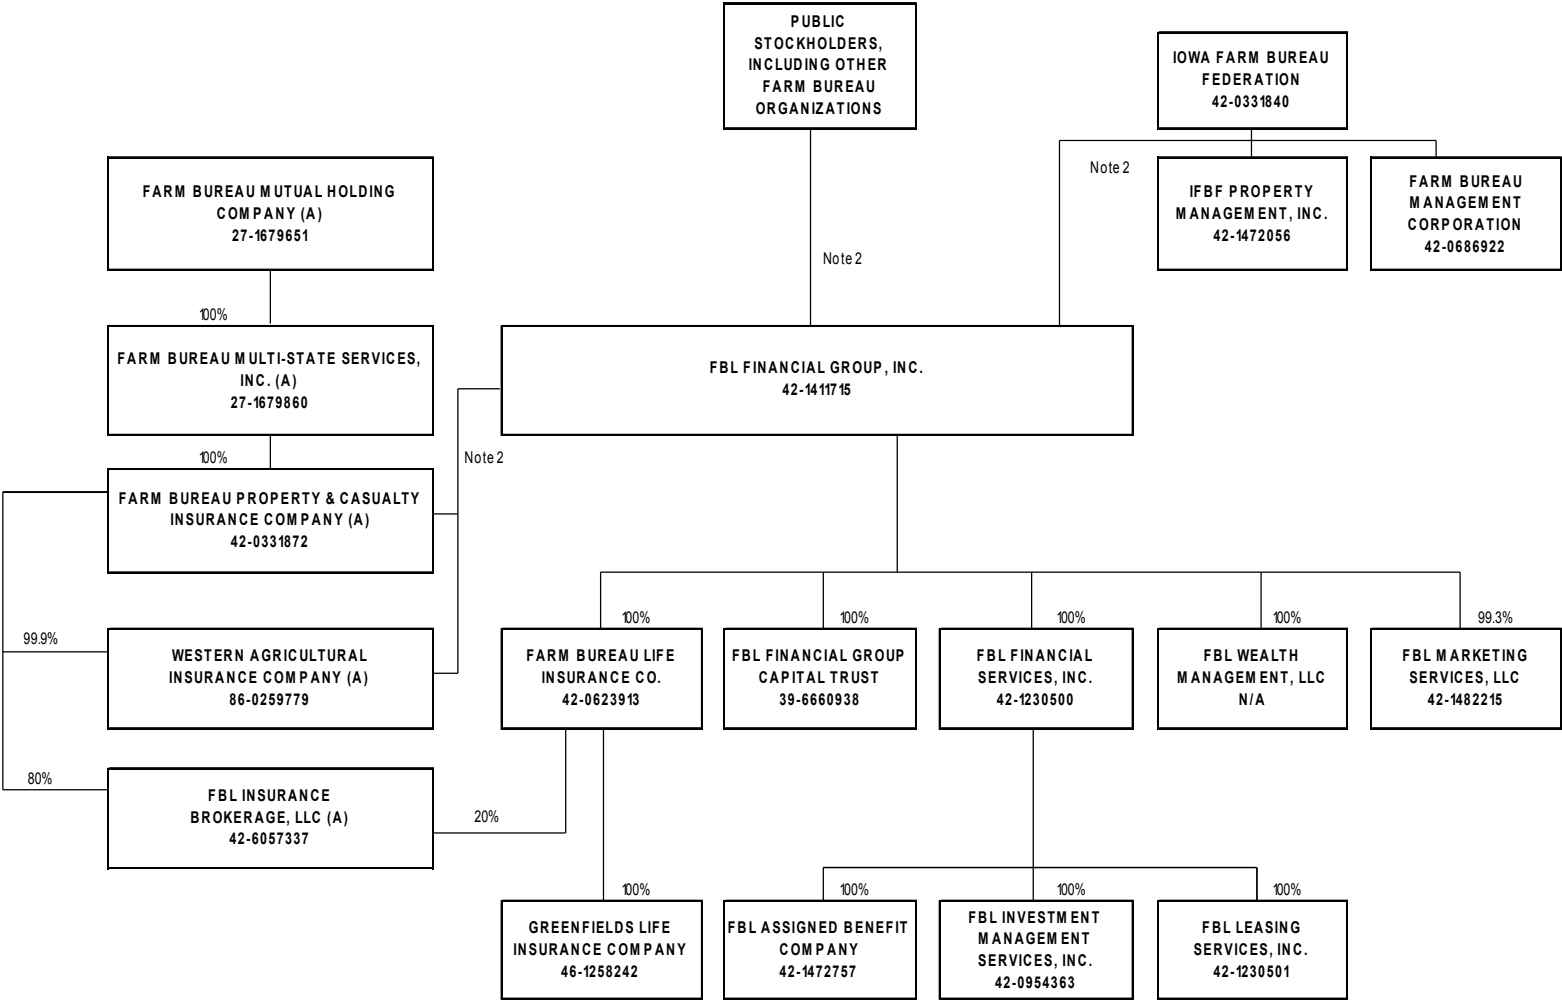 PUBLIC
STOCKHOLDERS,
INCLUDING OTHER
FARM BUREAU
ORGANIZATIONS
IOWA FARM BUREAU
FEDERATION
42-0331840
Note 2
IFBF PROPERTY
MANAGEMENT, INC.
42-1472056
FARM BUREAU
MANAGEMENT
CORPORATION
42-0686922
FARM BUREAU MUTUAL HOLDING
COMPANY (A)
27-1679651
Note 2
100%
FARM BUREAU MULTI-STATE SERVICES,
INC. (A)
27-1679860
FBL FINANCIAL GROUP, INC.
42-1411715
100%
Note 2
FARM BUREAU PROPERTY & CASUALTY
INSURANCE COMPANY (A)
42-0331872
99.9%
WESTERN AGRICULTURAL
INSURANCE COMPANY (A)
86-0259779
100%
FARM BUREAU LIFE
INSURANCE CO.
42-0623913
100%
FBL FINANCIAL GROUP
CAPITAL TRUST
39-6660938
100%
FBL FINANCIAL
SERVICES, INC.
42-1230500
100%
FBL WEALTH
MANAGEMENT, LLC
N/A
99.3%
FBL MARKETING
SERVICES, LLC
42-1482215
80%
FBL INSURANCE
BROKERAGE, LLC (A)
42-6057337
20%
100%
GREENFIELDS LIFE
INSURANCE COMPANY
46-1258242
100%
FBL ASSIGNED BENEFIT
COMPANY
42-1472757
100%
FBL INVESTMENT
MANAGEMENT
SERVICES, INC.
42-0954363
100%
FBL LEASING
SERVICES, INC.
42-1230501